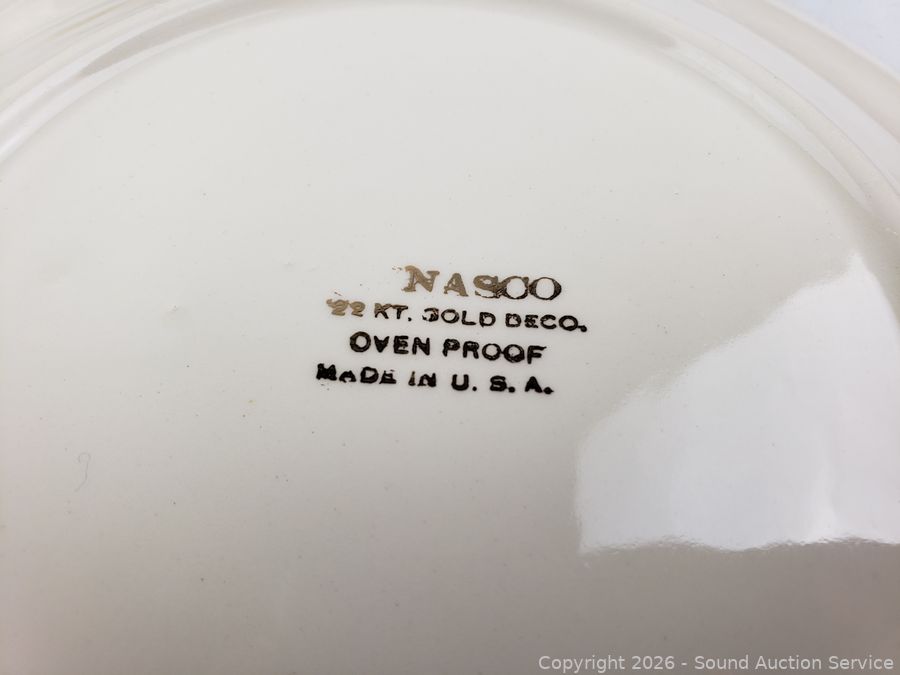 NASCO
22 KT. GOLD DECO.
OVEN PROOF
MADE IN U. S. A.
Copyright © 2026 - Sound Auction Service